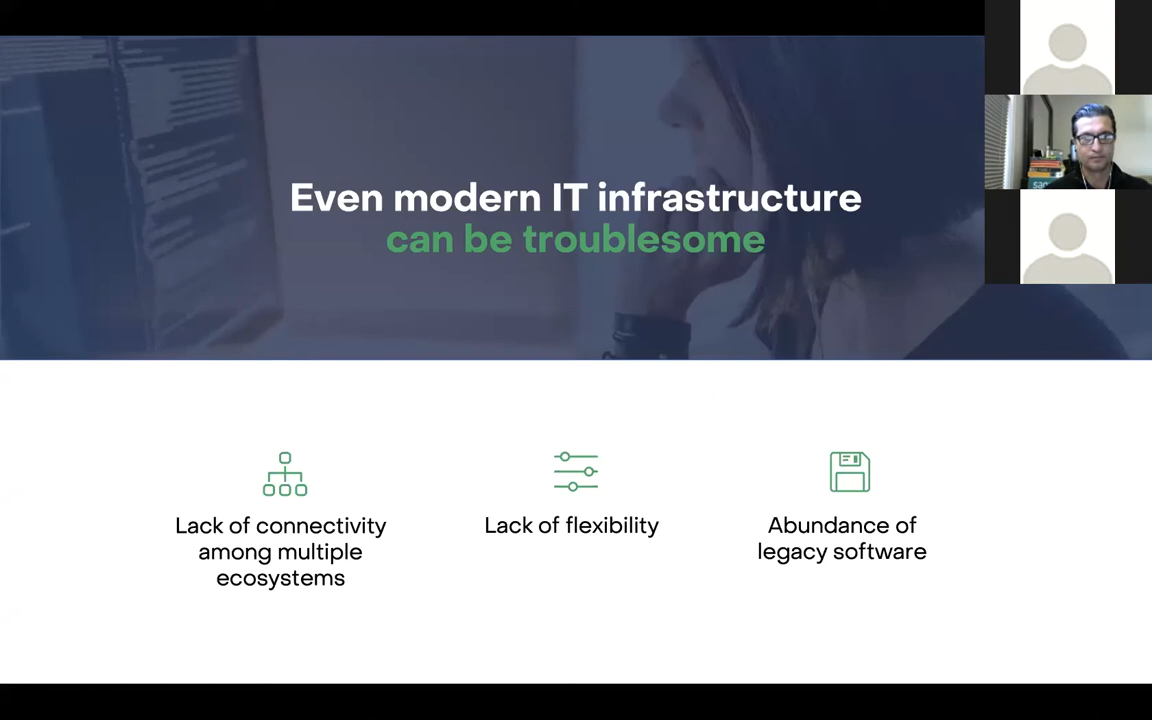 Even modern IT infrastructure
can be troublesome
Lack of connectivity
among multiple
ecosystems
Lack of flexibility
Abundance of
legacy software